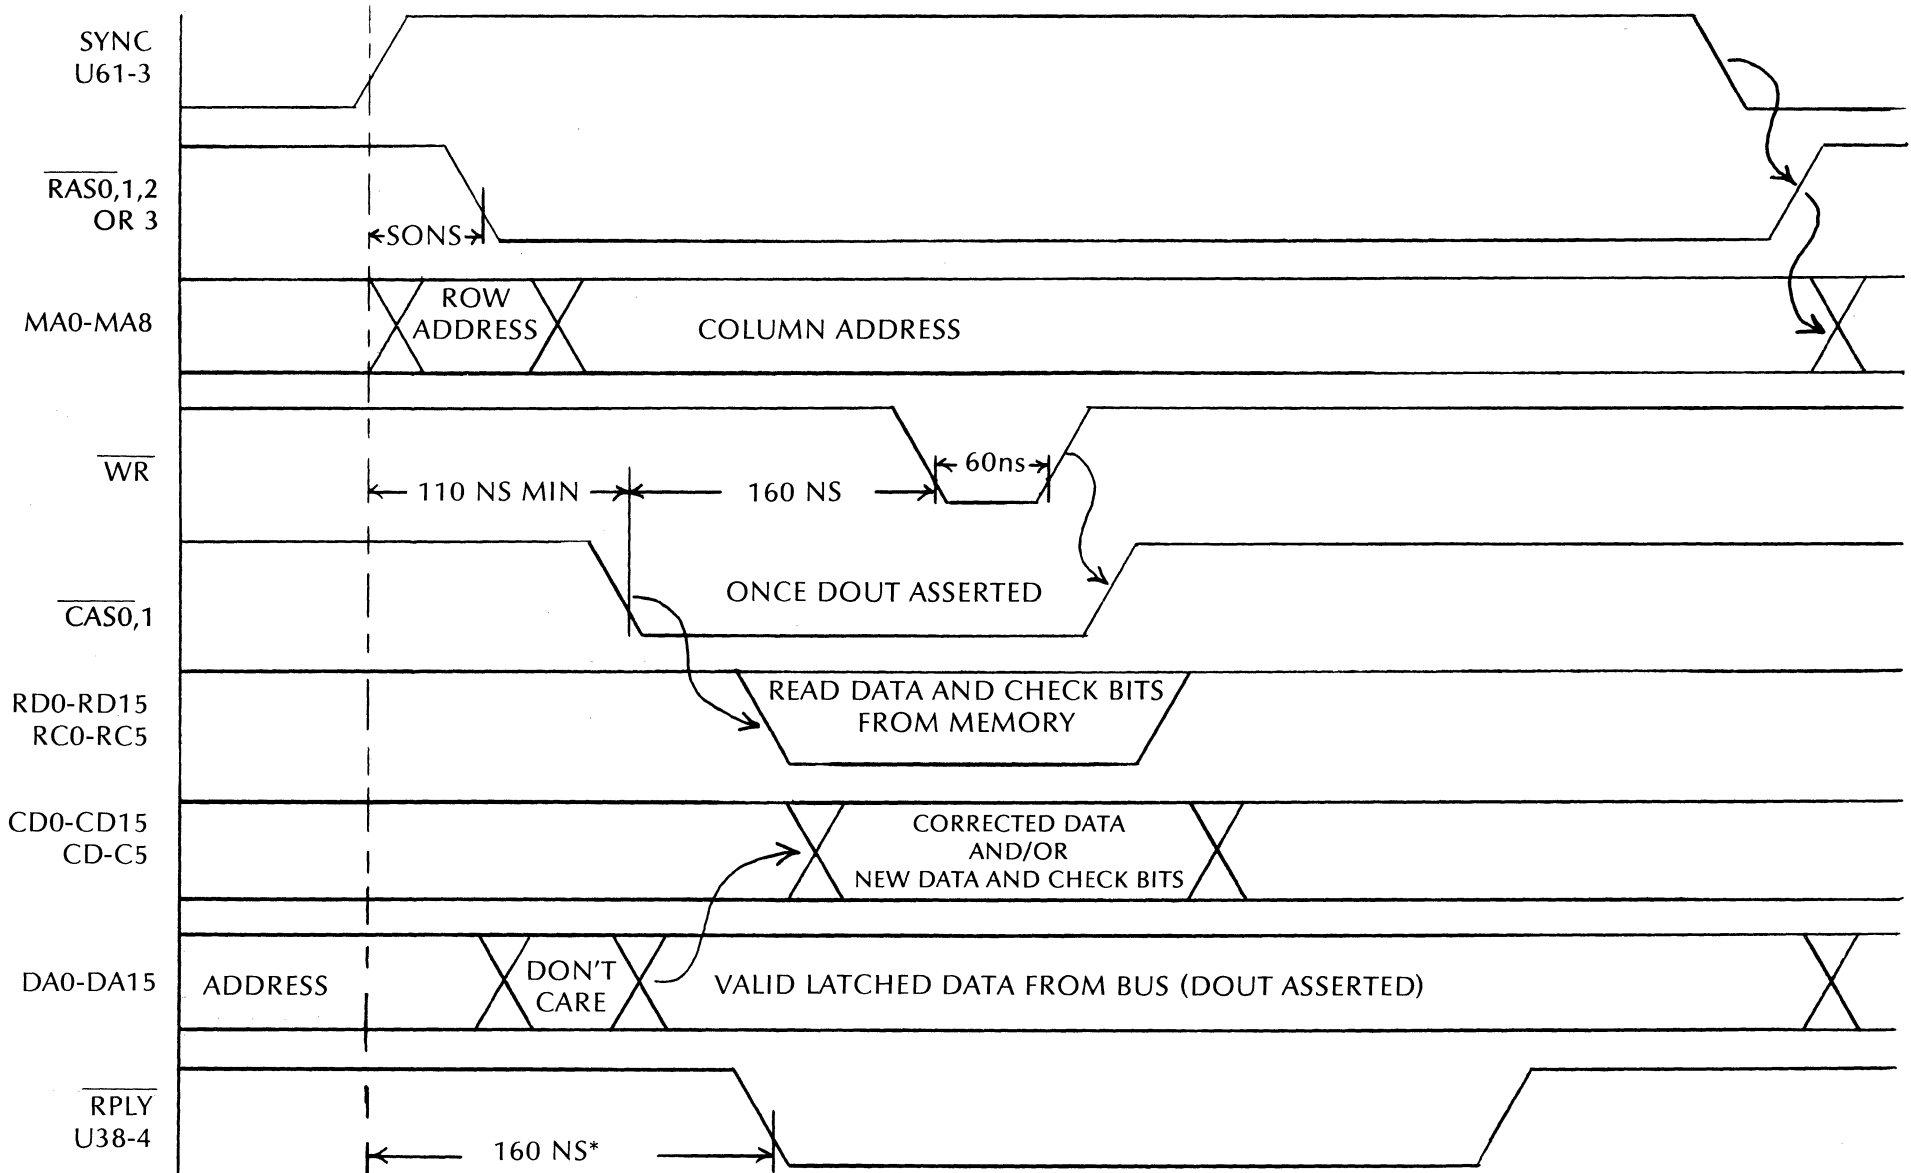 SYNC
U61-3
RAS0,1,2
OR 3
SONS
MA0-MA8
ROW
ADDRESS
COLUMN ADDRESS
WR
60ns
110 NS MIN
160 NS
CAS0,1
ONCE DOUT ASSERTED
RD0-RD15
RC0-RC5
READ DATA AND CHECK BITS
FROM MEMORY
CD0-CD15
CD-C5
CORRECTED DATA
AND/OR
NEW DATA AND CHECK BITS
DA0-DA15
ADDRESS
DON'T
CARE
VALID LATCHED DATA FROM BUS (DOUT ASSERTED)
RPLY
U38-4
160 NS*